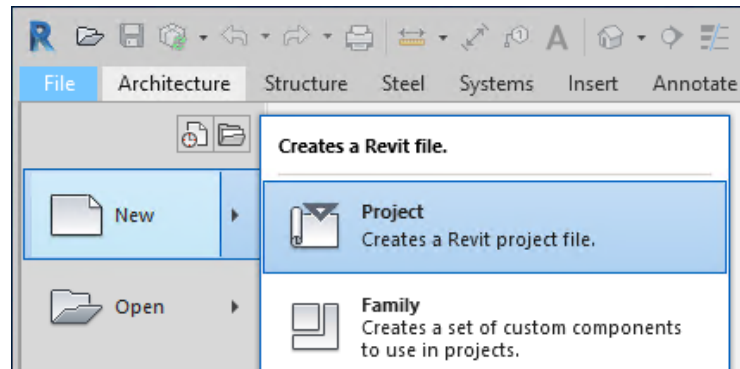 R
A
File Architecture Structure Steel Systems Insert Annotate
Creates a Revit file.
New
Project
Creates a Revit project file.
Open
Family
Creates a set of custom components
to use in projects.